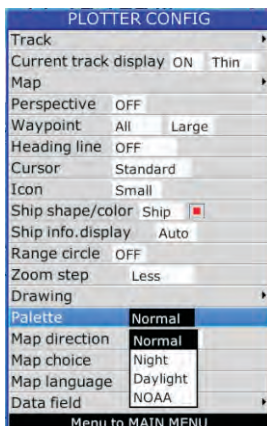 PLOTTER CONFIG
Track
Current track display ON Thin
Map
Perspective OFF
Waypoint All Large
Heading line OFF
Cursor Standard
Icon Small
Ship shape/color Ship
Ship info.display Auto
Range circle OFF
Zoom step Less
Drawing
Palette Normal
Map direction Normal
Map choice Night
Map language Daylight
Data field NOAA
Menu to MAIN MENU